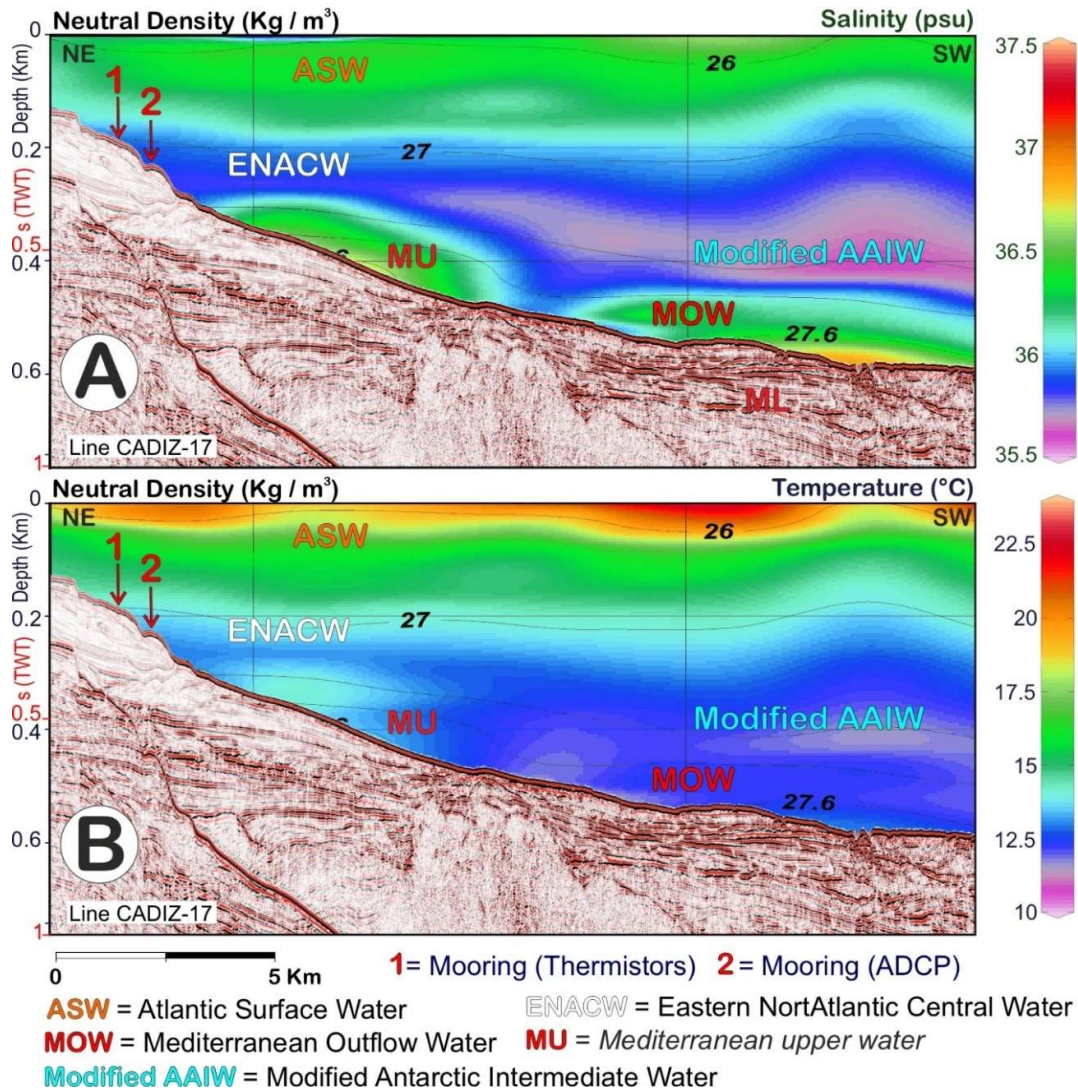 Neutral Density (Kg / m³) Salinity (psu)
0 NE ASW 26 SW 37.5
Depth (Km)
1 2
0.2 ENACW 27 37
s (TWT)
0.5 MU Modified AAIW 36.5
0.4
MOW 27.6
36
0.6 A ML
Line CADIZ-17
1 35.5
Neutral Density (Kg / m³) Temperature (°C)
0 NE ASW 26 SW 22.5
Depth (Km)
1 2
0.2 ENACW 27 20
s (TWT)
0.5 MU Modified AAIW 17.5
0.4
MOW 27.6 15
0.6 B 12.5
Line CADIZ-17
1 10
0 5 Km 1= Mooring (Thermistors) 2 = Mooring (ADCP)
ASW = Atlantic Surface Water ENACW = Eastern NortAtlantic Central Water
MOW = Mediterranean Outflow Water MU = Mediterranean upper water
Modified AAIW = Modified Antarctic Intermediate Water